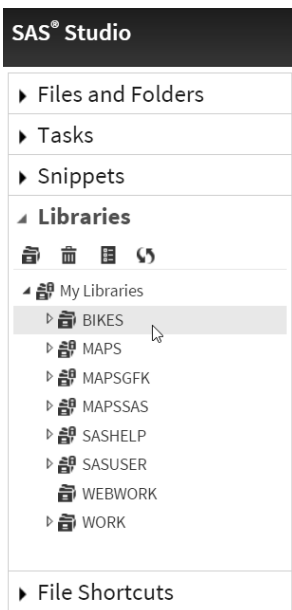 SAS® Studio
Files and Folders
Tasks
Snippets
Libraries
My Libraries
BIKES
MAPS
MAPSGFK
MAPSSAS
SASHELP
SASUSER
WEBWORK
WORK
File Shortcuts